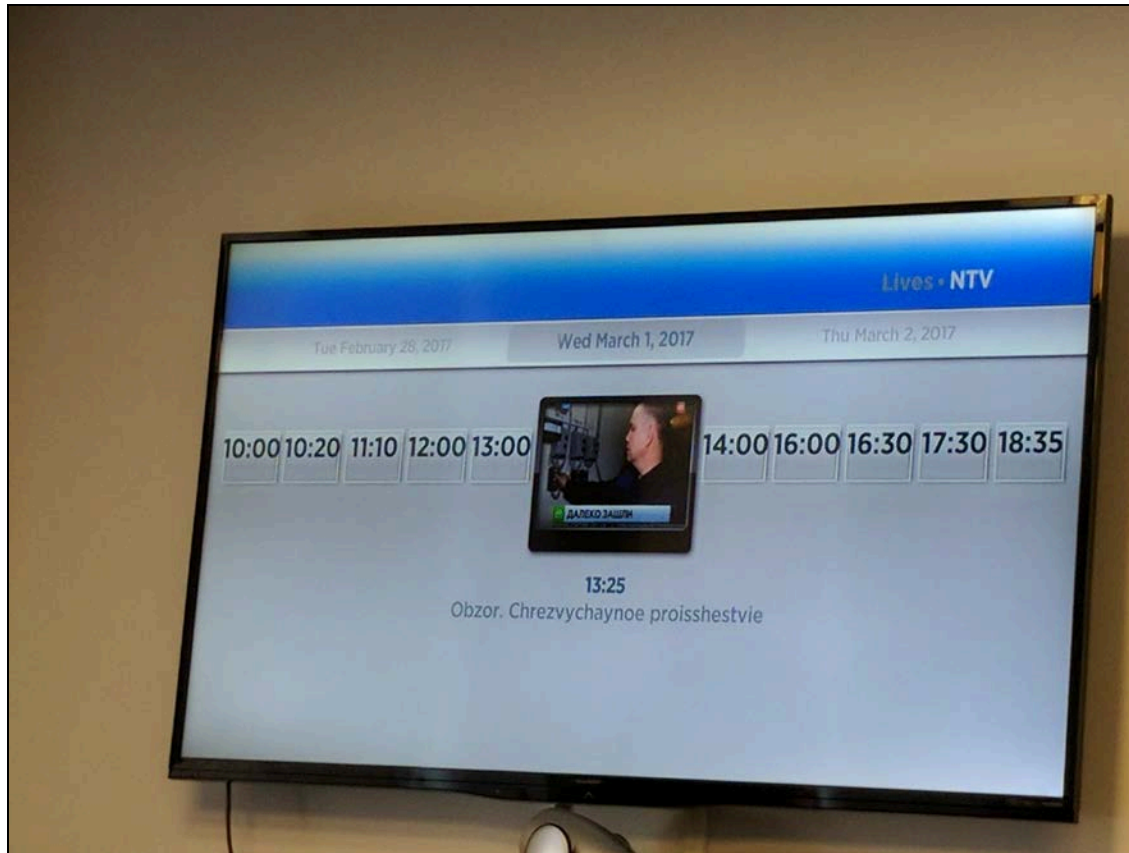 Lives • NTV
Tue February 28, 2017 Wed March 1, 2017 Thu March 2, 2017
10:00 10:20 11:10 12:00 13:00 14:00 16:00 16:30 17:30 18:35
ДАЛЕКО ЗАШЛИ
13:25
Obzor. Chrezvychaynoe proisshestvie